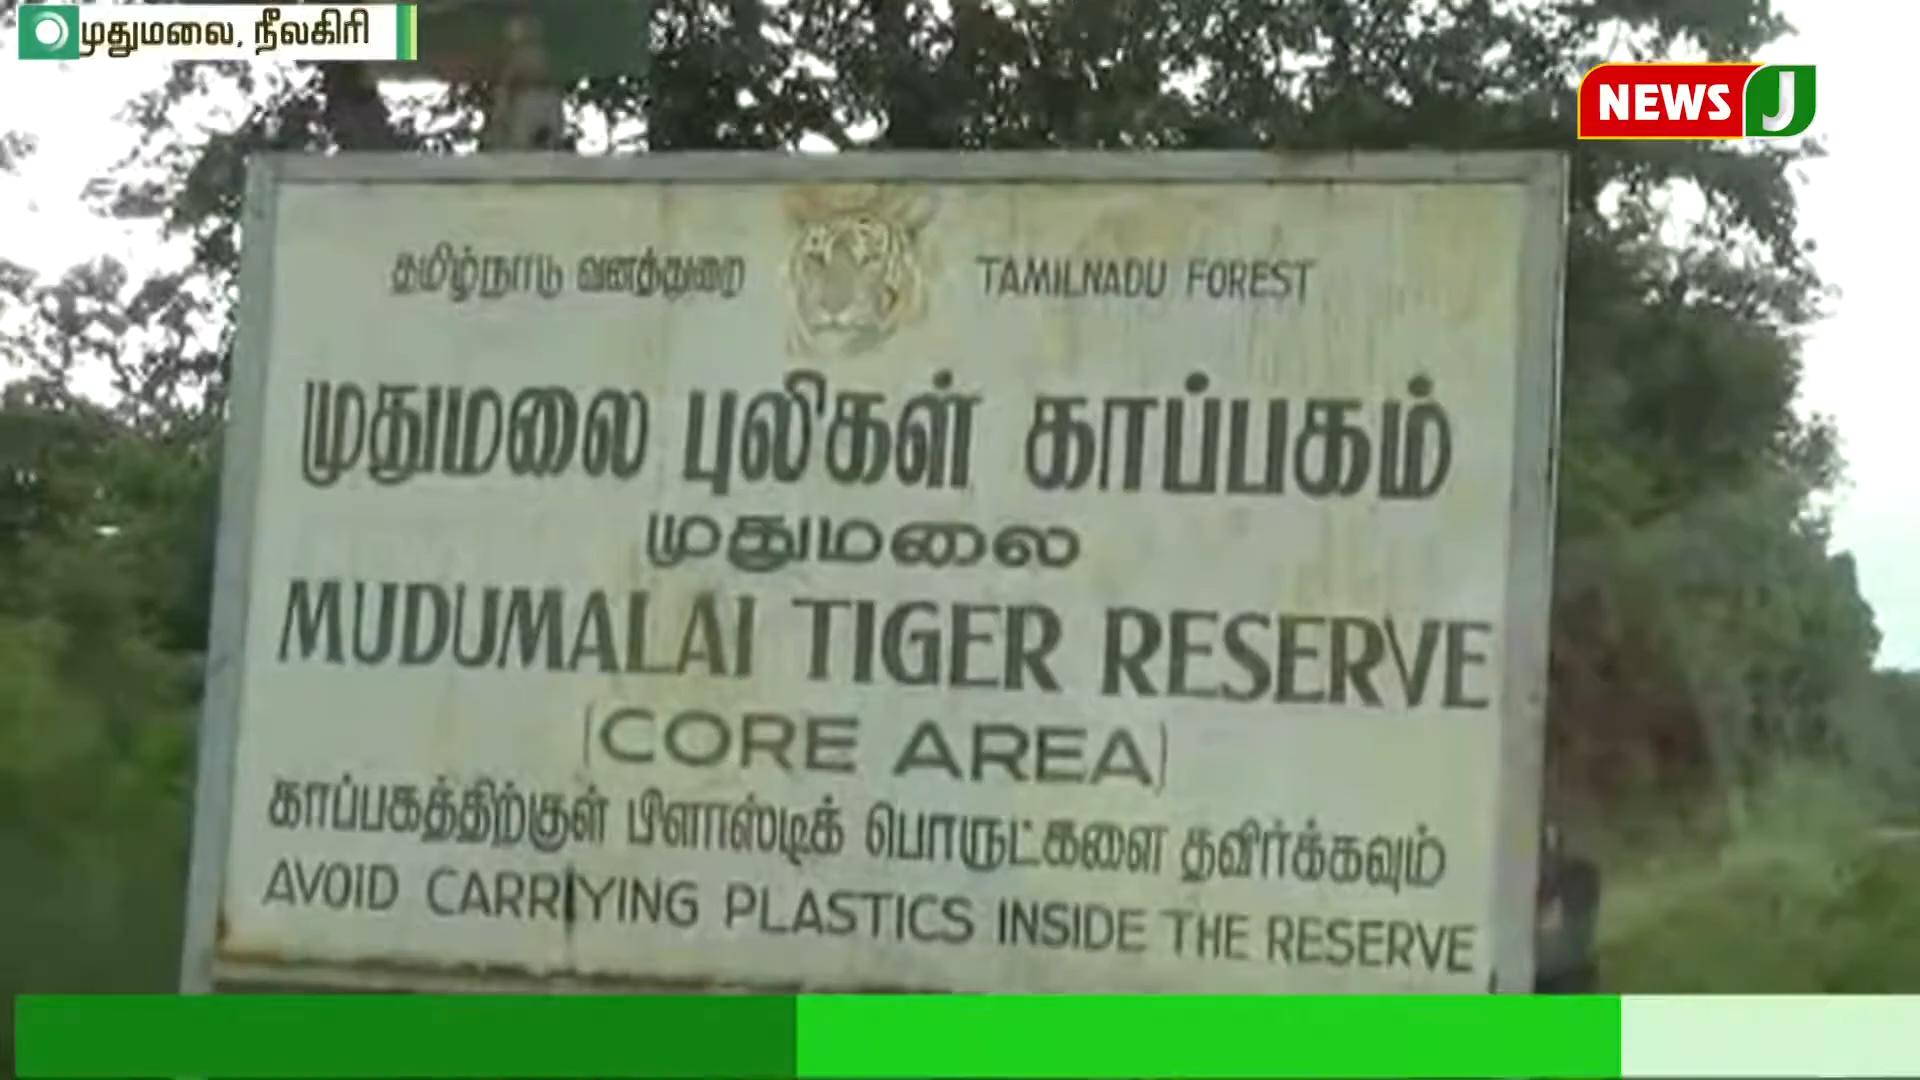 முதுமலை, நீலகிரி
NEWS J
தமிழ்நாடு வனத்துறை TAMILNADU FOREST
முதுமலை புலிகள் காப்பகம்
முதுமலை
MUDUMALAI TIGER RESERVE
(CORE AREA)
காப்பகத்திற்குள் பிளாஸ்டிக் பொருட்களை தவிர்க்கவும்
AVOID CARRIYING PLASTICS INSIDE THE RESERVE